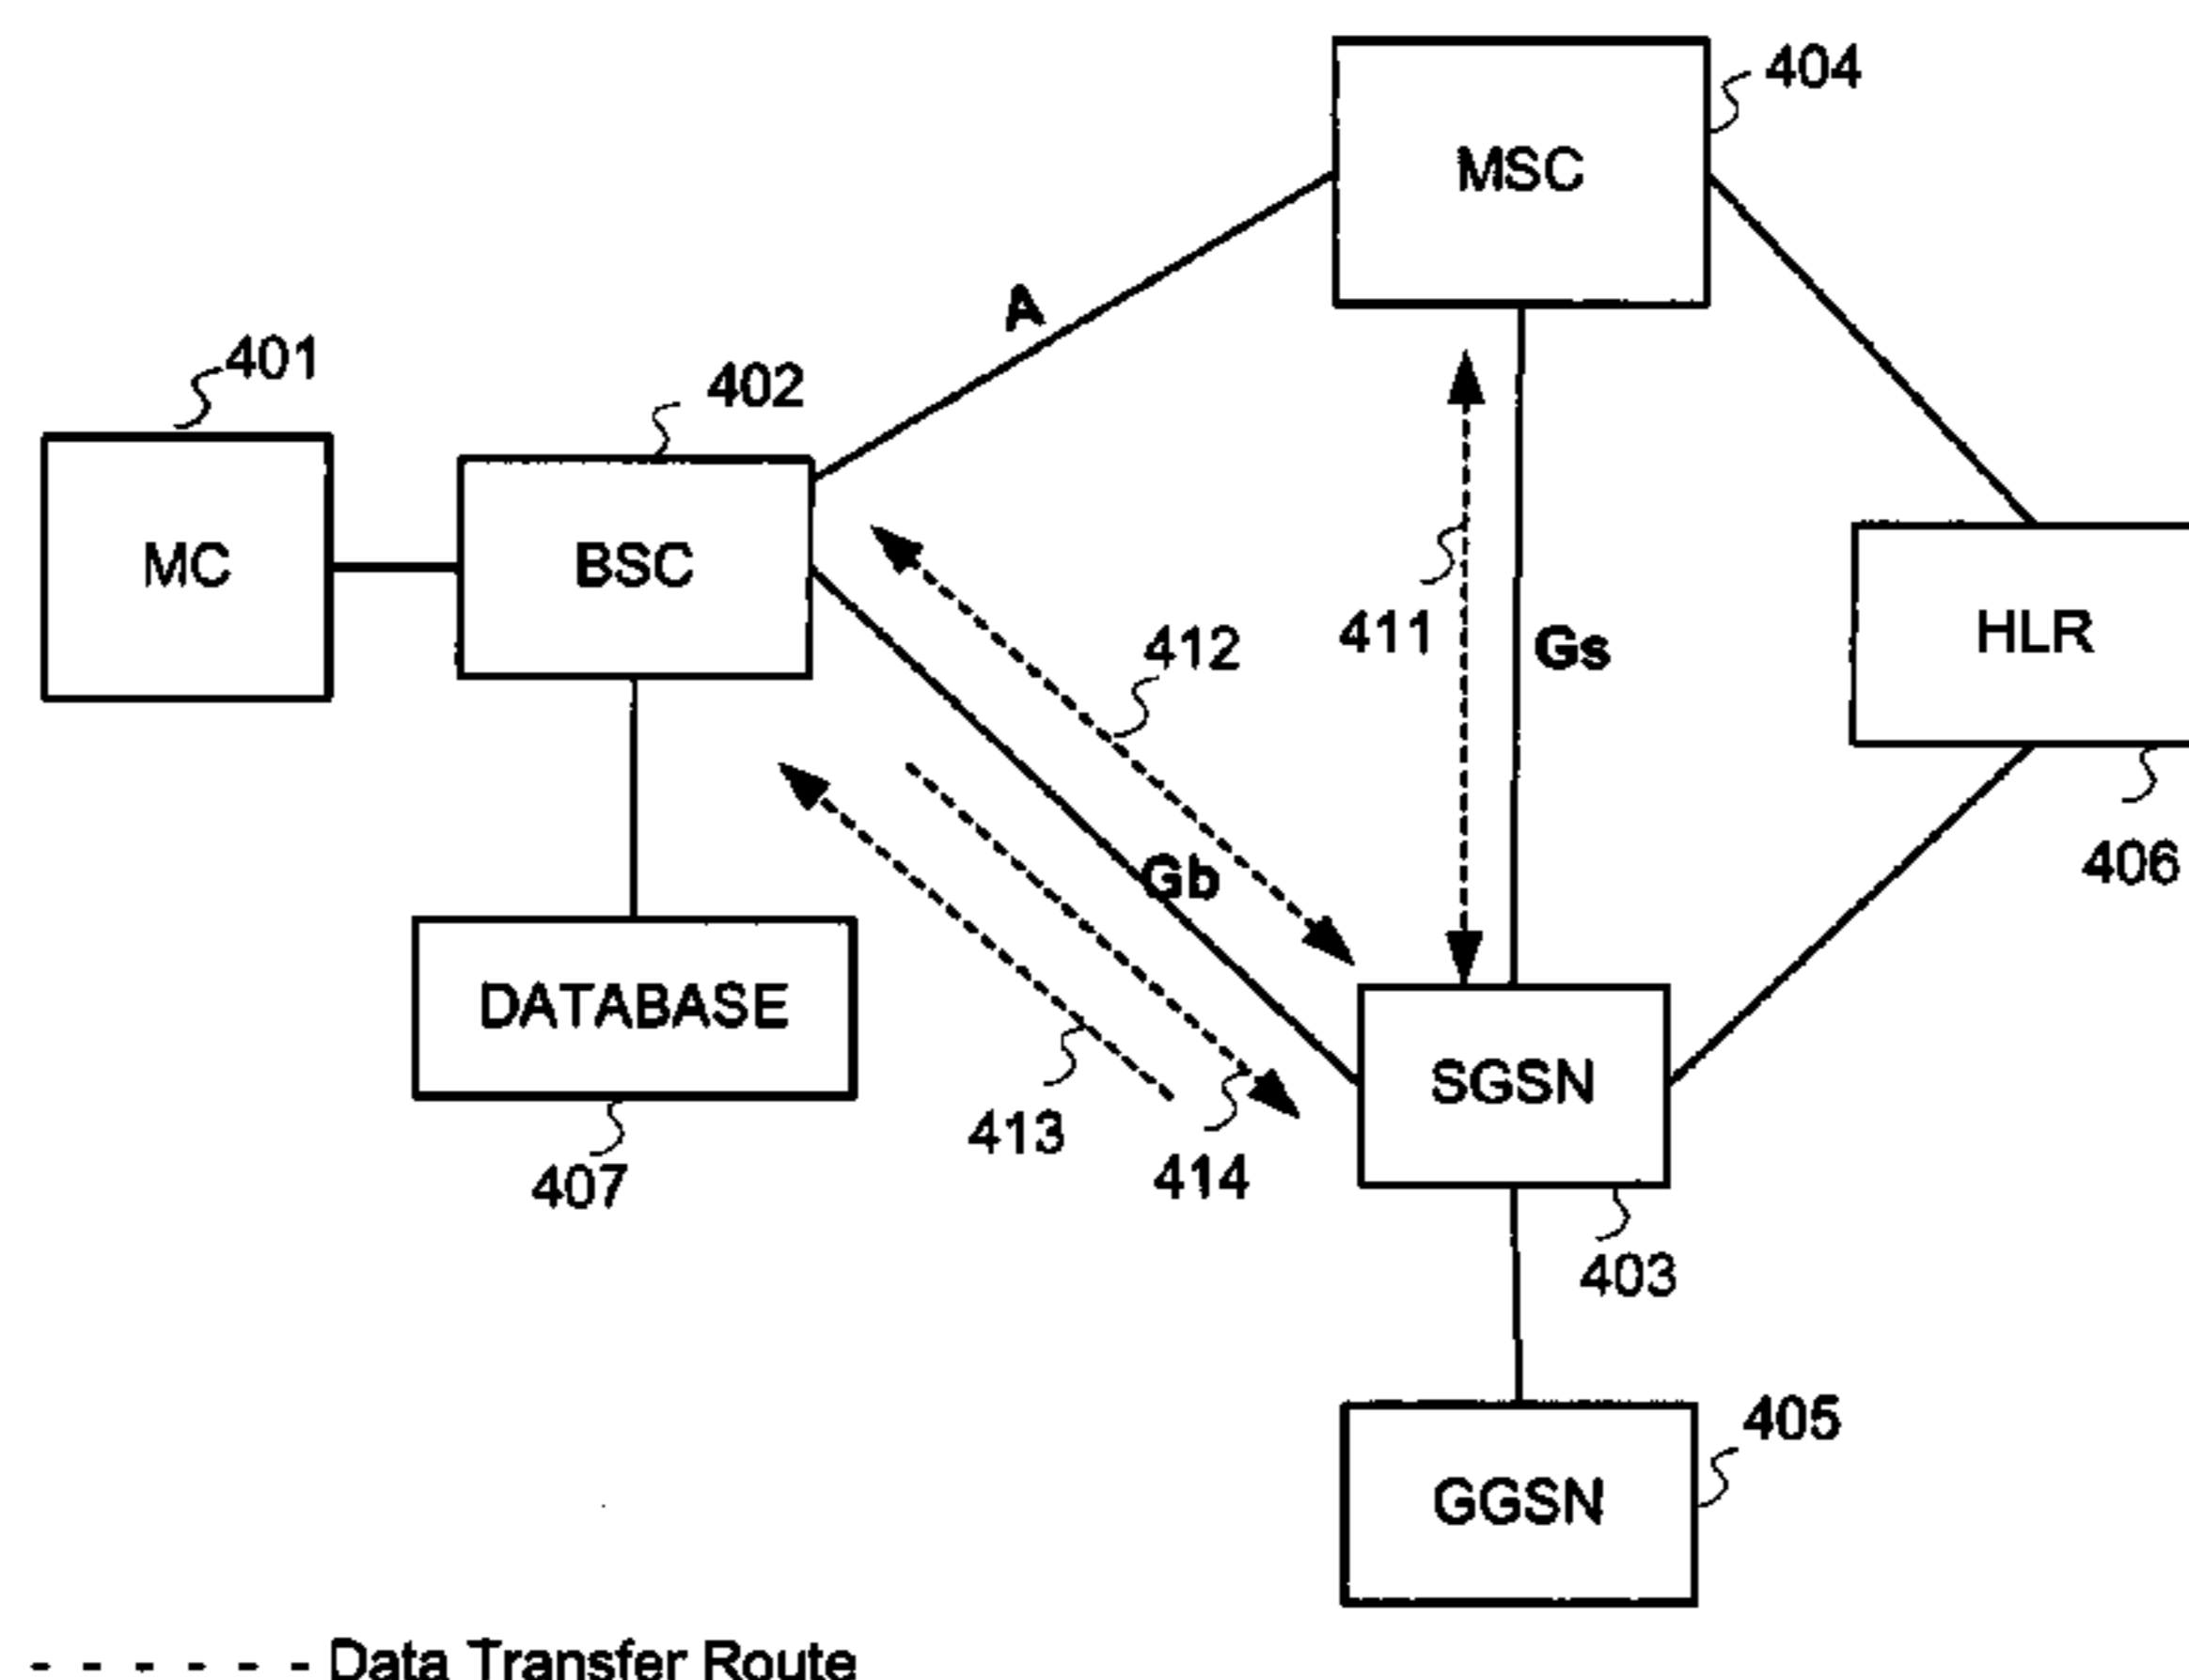 404
MSC
A
401
402
MC
BSC
411
Gs
412
HLR
Gb
406
DATABASE
413
414
SGSN
407
403
405
GGSN
- - - - - - Data Transfer Route